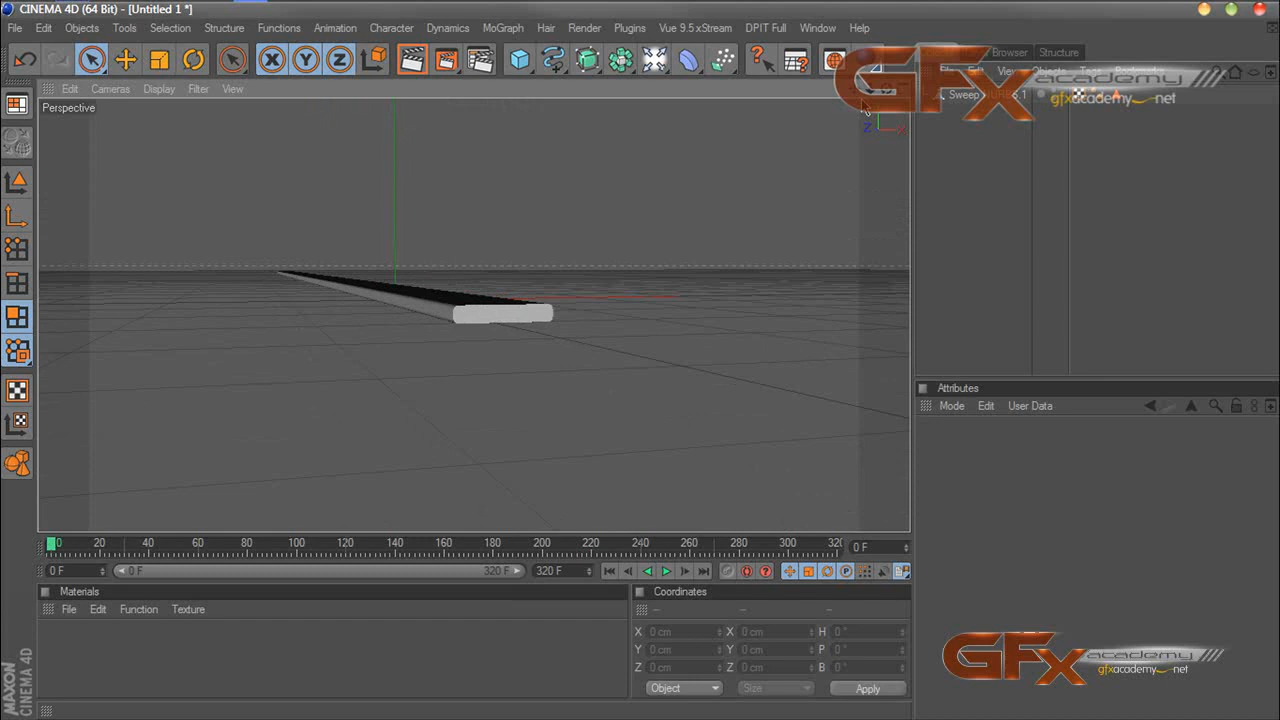 CINEMA 4D (64 Bit) - [Untitled 1 *]
File Edit Objects Tools Selection Structure Functions Animation Character Dynamics MoGraph Hair Render Plugins Vue 9.5 xStream DPIT Full Window Help
X Y Z
Browser Structure
Edit Cameras Display Filter View
GFx academy
gfxacademy.net
Objects Tags
Perspective
Sweep
Z X
Attributes
Mode Edit User Data
0 20 40 60 80 100 120 140 160 180 200 220 240 260 280 300 0 F
0 F 0 F 320 F 320 F
Materials
File Edit Function Texture
Coordinates
X 0 cm X 0 cm H 0 °
Y 0 cm Y 0 cm P 0 °
Z 0 cm Z 0 cm B 0 °
Object Size Apply
MAXON
CINEMA 4D
GFx academy
gfxacademy.net